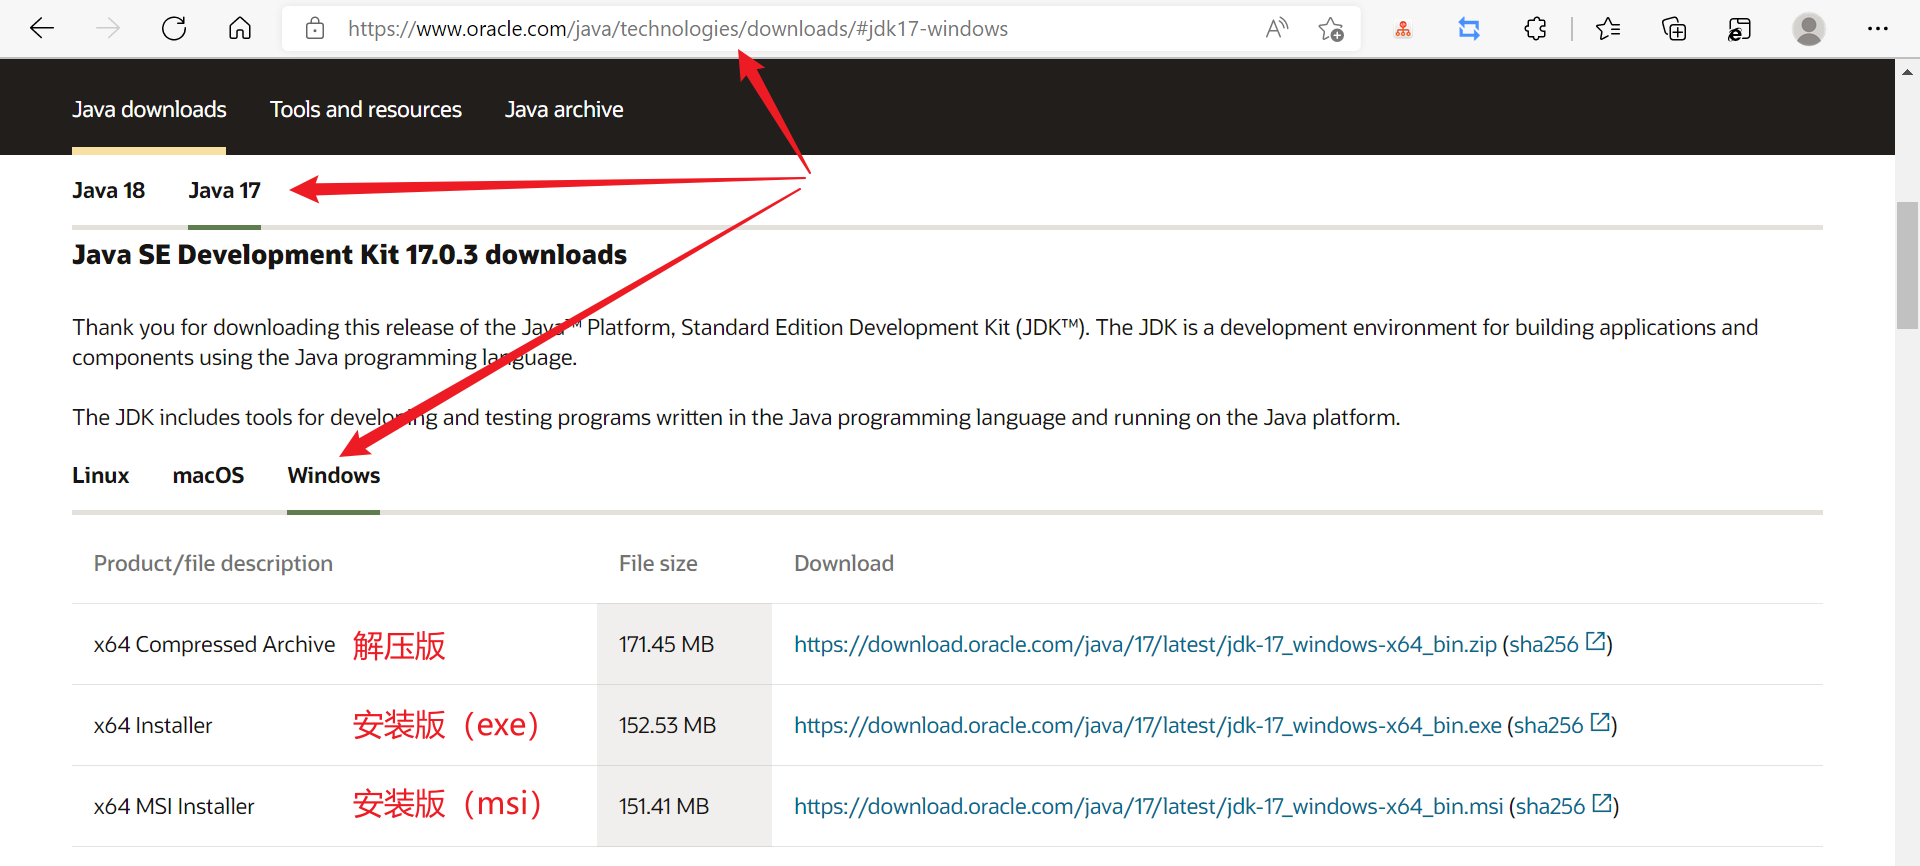 https://www.oracle.com/java/technologies/downloads/#jdk17-windows
Java downloads Tools and resources Java archive
Java 18 Java 17
Java SE Development Kit 17.0.3 downloads
Thank you for downloading this release of the Java™ Platform, Standard Edition Development Kit (JDK™). The JDK is a development environment for building applications and
components using the Java programming language.
The JDK includes tools for developing and testing programs written in the Java programming language and running on the Java platform.
Linux macOS Windows
Product/file description File size Download
x64 Compressed Archive 解压版 171.45 MB https://download.oracle.com/java/17/latest/jdk-17_windows-x64_bin.zip (sha256)
x64 Installer 安装版（exe） 152.53 MB https://download.oracle.com/java/17/latest/jdk-17_windows-x64_bin.exe (sha256)
x64 MSI Installer 安装版（msi） 151.41 MB https://download.oracle.com/java/17/latest/jdk-17_windows-x64_bin.msi (sha256)